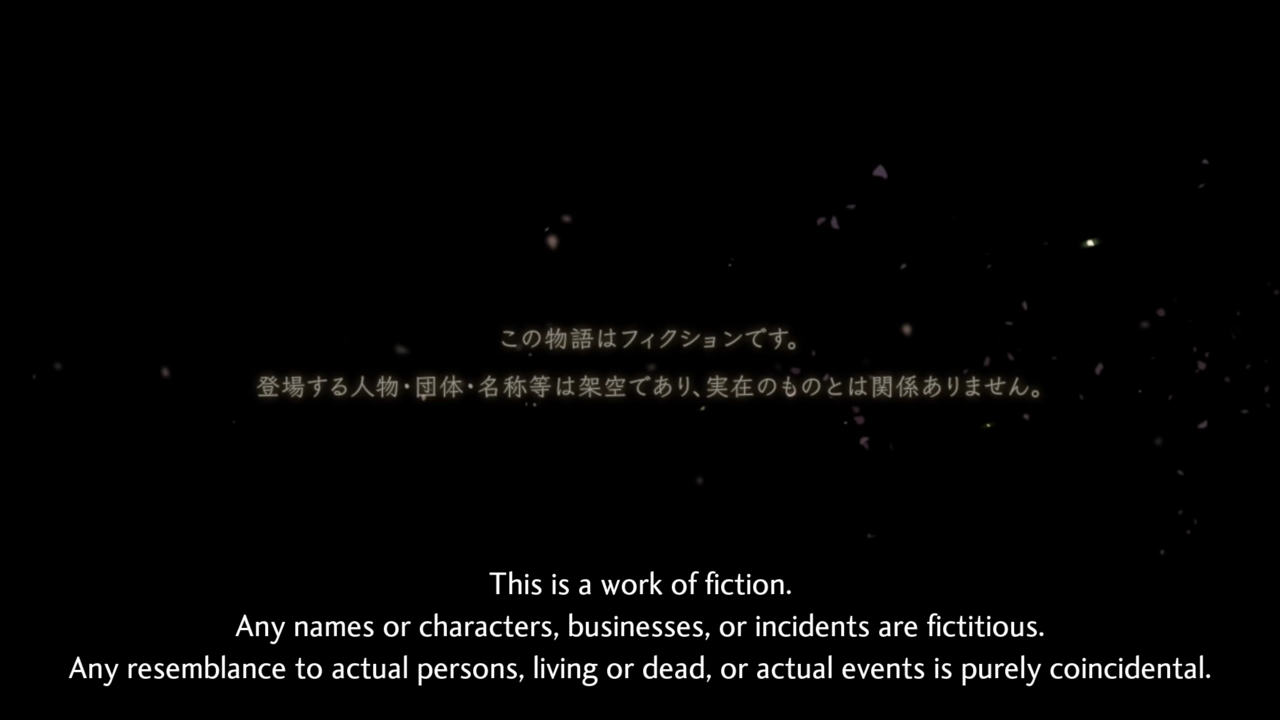 この物語はフィクションです。
登場する人物・団体・名称等は架空であり、実在のものとは関係ありません。
This is a work of fiction.
Any names or characters, businesses, or incidents are fictitious.
Any resemblance to actual persons, living or dead, or actual events is purely coincidental.